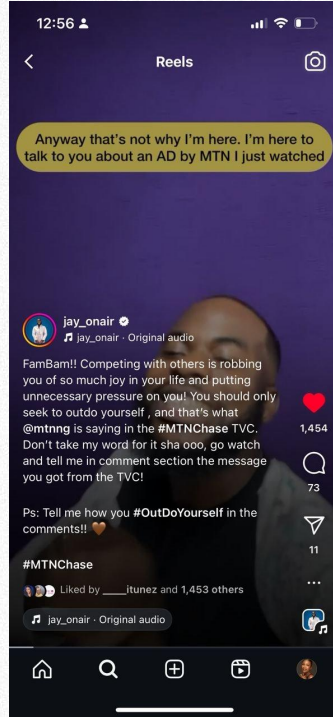 12:56
Reels
Anyway that's not why I'm here. I'm here to
talk to you about an AD by MTN I just watched
jay_onair
jay_onair · Original audio
FamBam!! Competing with others is robbing
you of so much joy in your life and putting
unnecessary pressure on you! You should only
seek to outdo yourself , and that's what
@mtnng is saying in the #MTNChase TVC.
Don't take my word for it sha ooo, go watch
and tell me in comment section the message
you got from the TVC!
Ps: Tell me how you #OutDoYourself in the
comments!! 🧡
#MTNChase
Liked by ____itunez and 1,453 others
jay_onair · Original audio
1,454
73
11